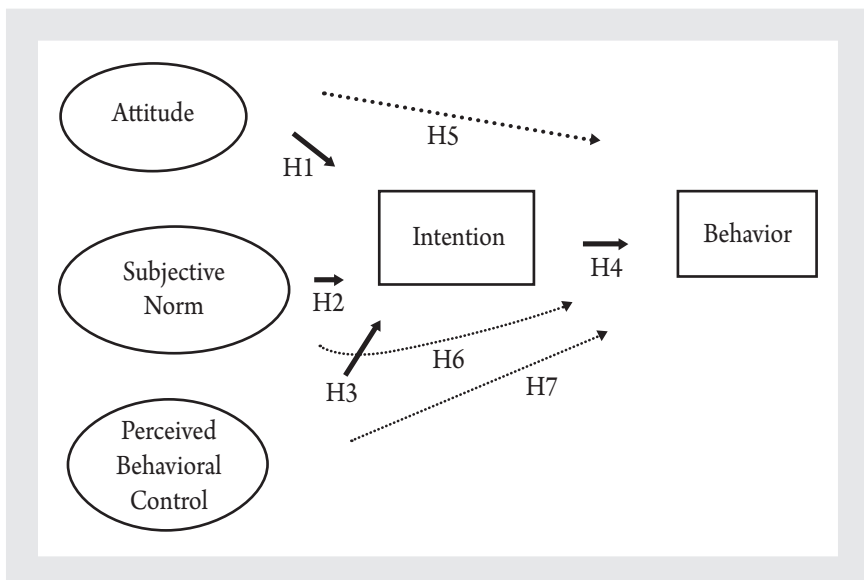 Attitude
H5
H1
Subjective
Norm
Intention
Behavior
H2
H4
H6
H3
H7
Perceived
Behavioral
Control